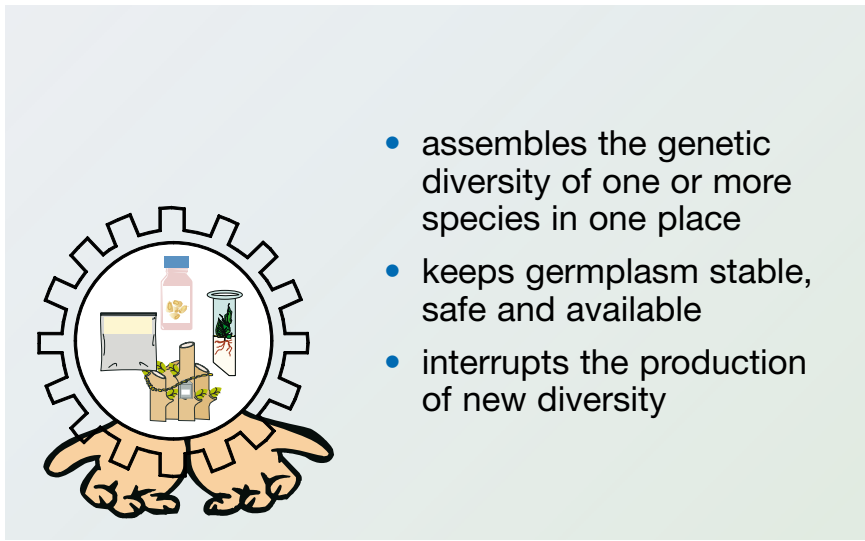 • assembles the genetic
diversity of one or more
species in one place
• keeps germplasm stable,
safe and available
• interrupts the production
of new diversity